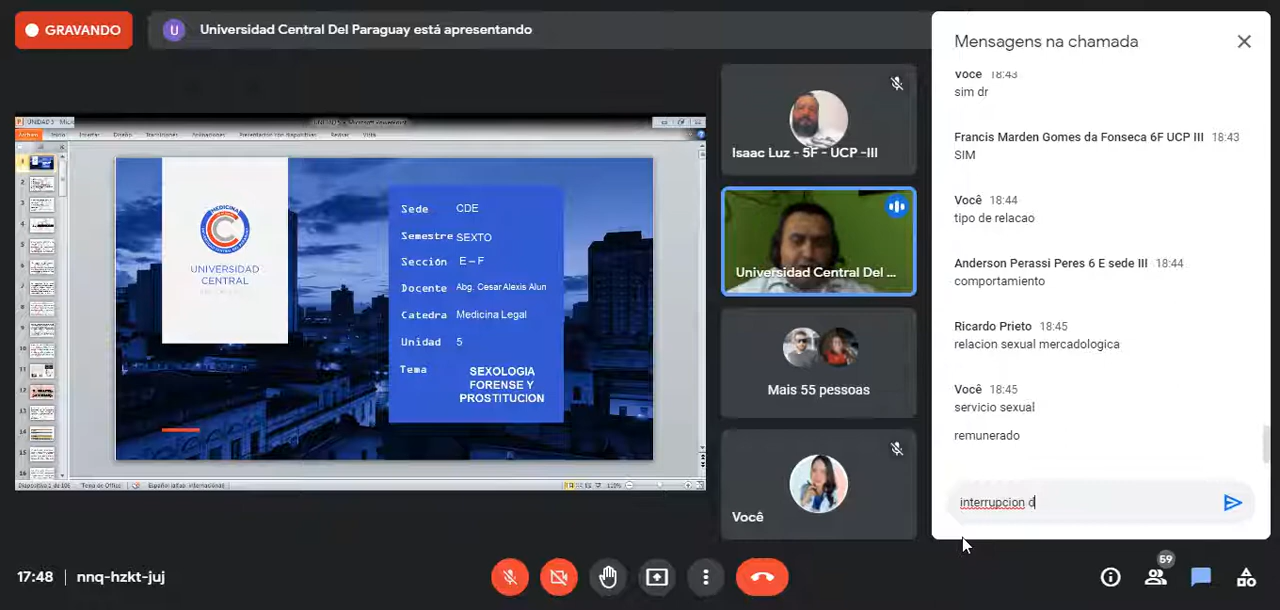 GRAVANDO
U
Universidad Central Del Paraguay está apresentando
Mensagens na chamada
Você 18:43
sim dr
Francis Marden Gomes da Fonseca 6F UCP III 18:43
SIM
Você 18:44
tipo de relacao
Anderson Perassi Peres 6 E sede III 18:44
comportamiento
Ricardo Prieto 18:45
relacion sexual mercadologica
Você 18:45
servicio sexual
remunerado
interrupcion d
Archivo
MEDICINA
UNIVERSIDAD
CENTRAL
Sede CDE
Semestre SEXTO
Sección E – F
Docente Abg. Cesar Alexis Alun
Catedra Medicina Legal
Unidad 5
Tema SEXOLOGIA
FORENSE Y
PROSTITUCION
Isaac Luz - 5F - UCP -III
Universidad Central Del ...
Mais 55 pessoas
Você
17:48 | nnq-hzkt-juj
59